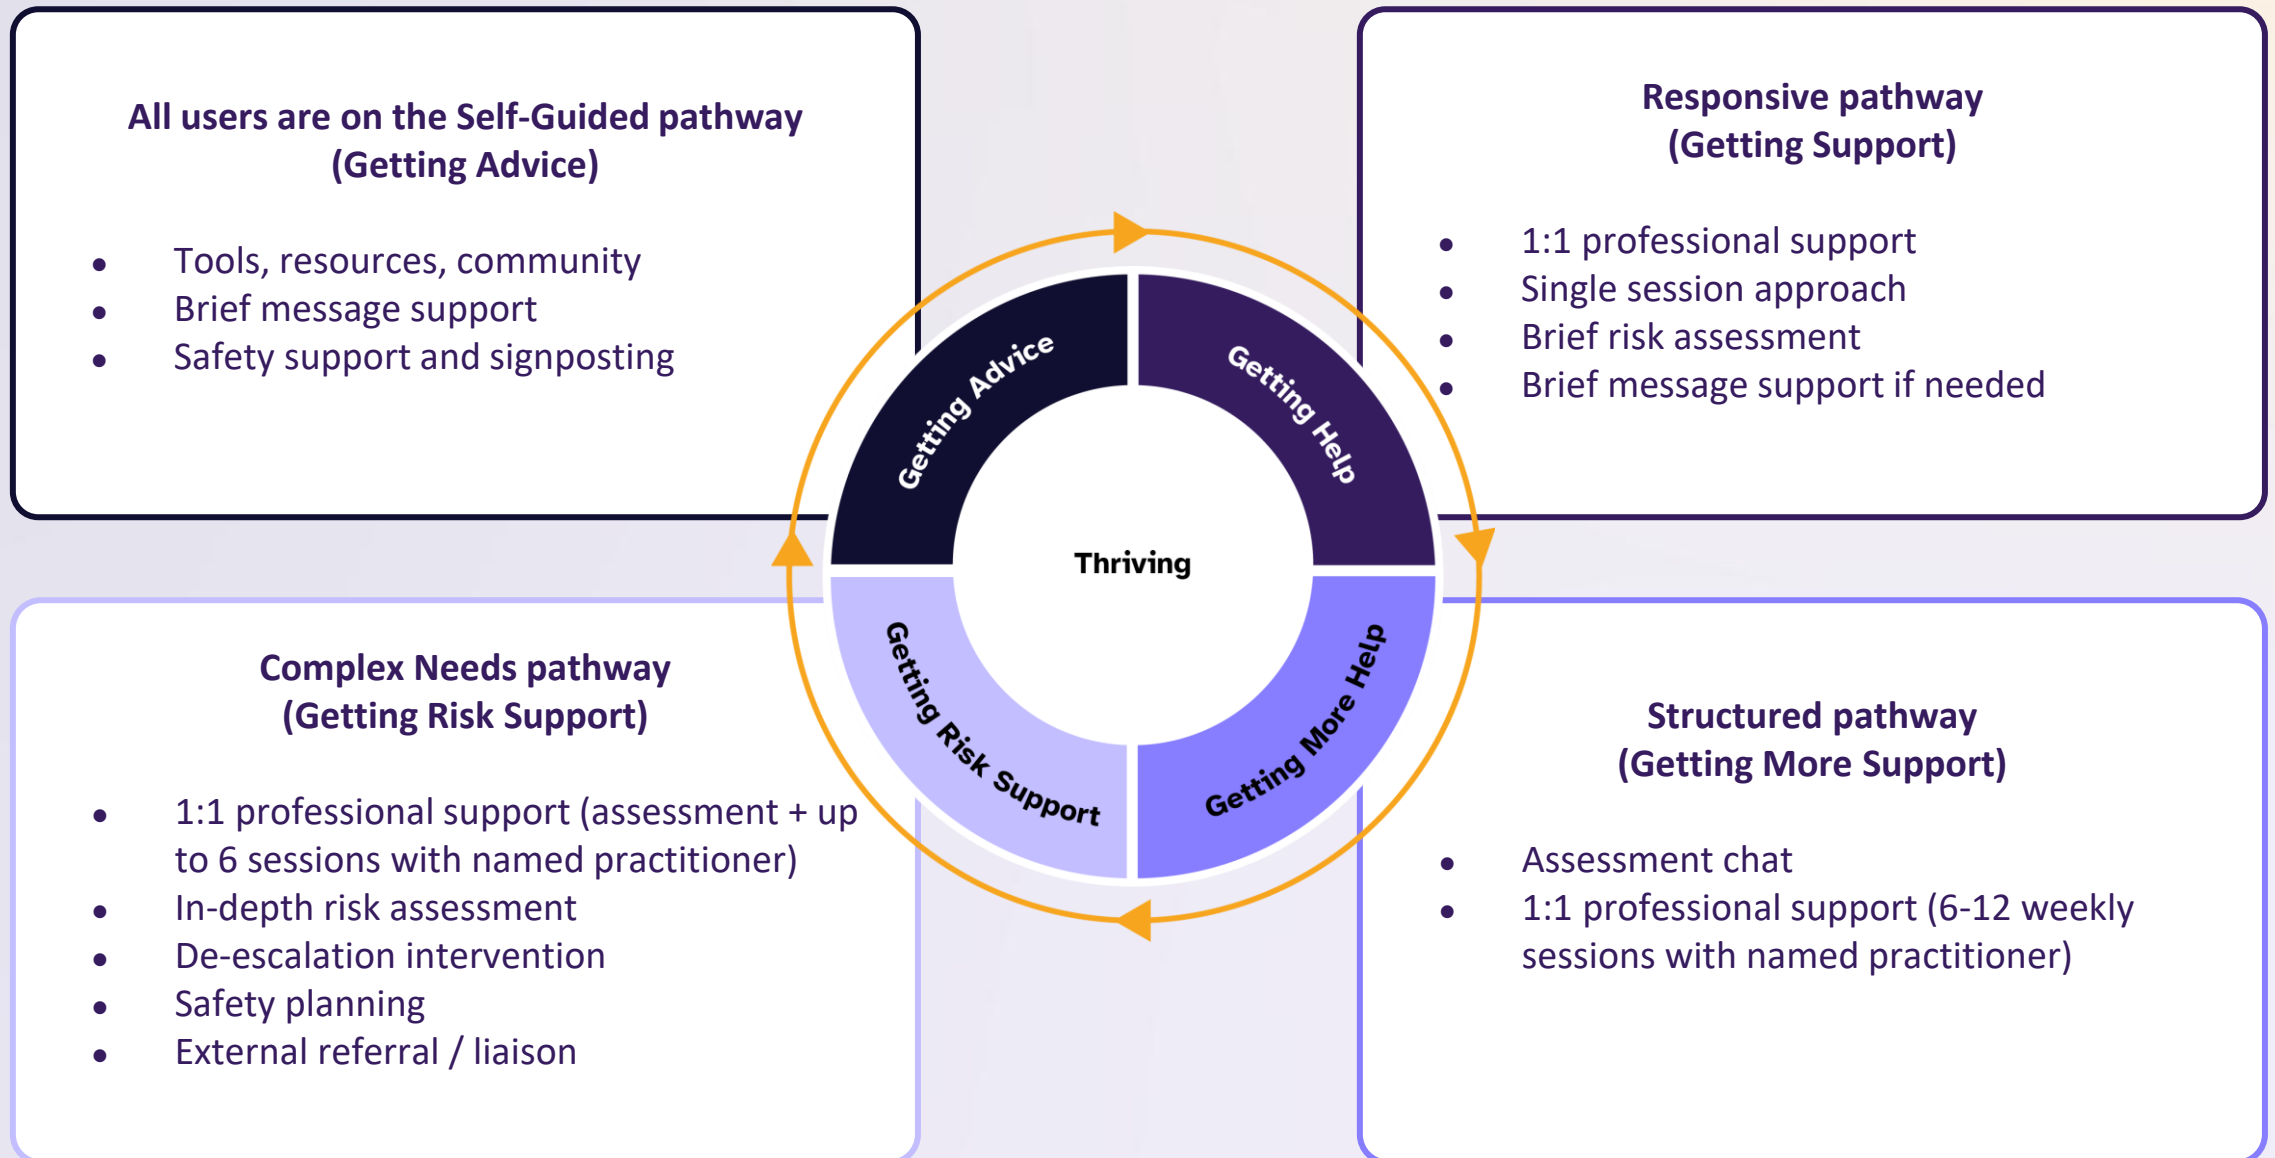 All users are on the Self-Guided pathway
(Getting Advice)
● Tools, resources, community
● Brief message support
● Safety support and signposting
Responsive pathway
(Getting Support)
● 1:1 professional support
● Single session approach
● Brief risk assessment
● Brief message support if needed
Getting Advice
Getting Help
Thriving
Getting Risk Support
Getting More Help
Complex Needs pathway
(Getting Risk Support)
● 1:1 professional support (assessment + up
to 6 sessions with named practitioner)
● In-depth risk assessment
● De-escalation intervention
● Safety planning
● External referral / liaison
Structured pathway
(Getting More Support)
● Assessment chat
● 1:1 professional support (6-12 weekly
sessions with named practitioner)